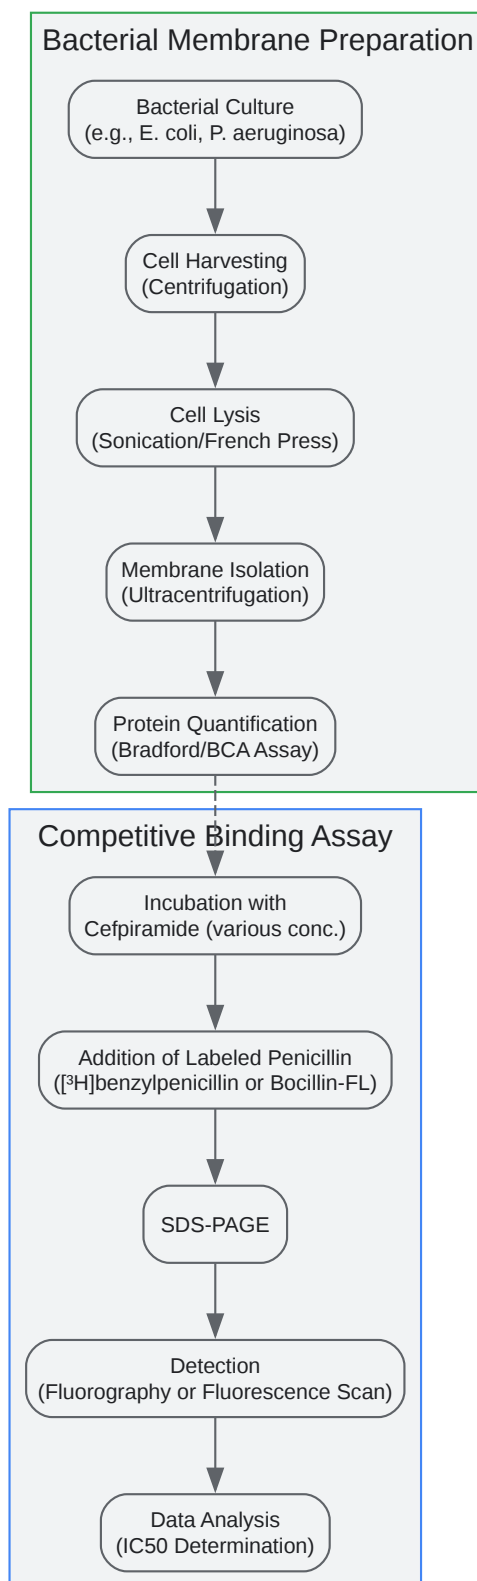 Bacterial Membrane Preparation
Bacterial Culture
(e.g., E. coli, P. aeruginosa)
Cell Harvesting
(Centrifugation)
Cell Lysis
(Sonication/French Press)
Membrane Isolation
(Ultracentrifugation)
Protein Quantification
(Bradford/BCA Assay)
Competitive Binding Assay
Incubation with
Cefpiramide (various conc.)
Addition of Labeled Penicillin
([³H]benzylpenicillin or Bocillin-FL)
SDS-PAGE
Detection
(Fluorography or Fluorescence Scan)
Data Analysis
(IC50 Determination)